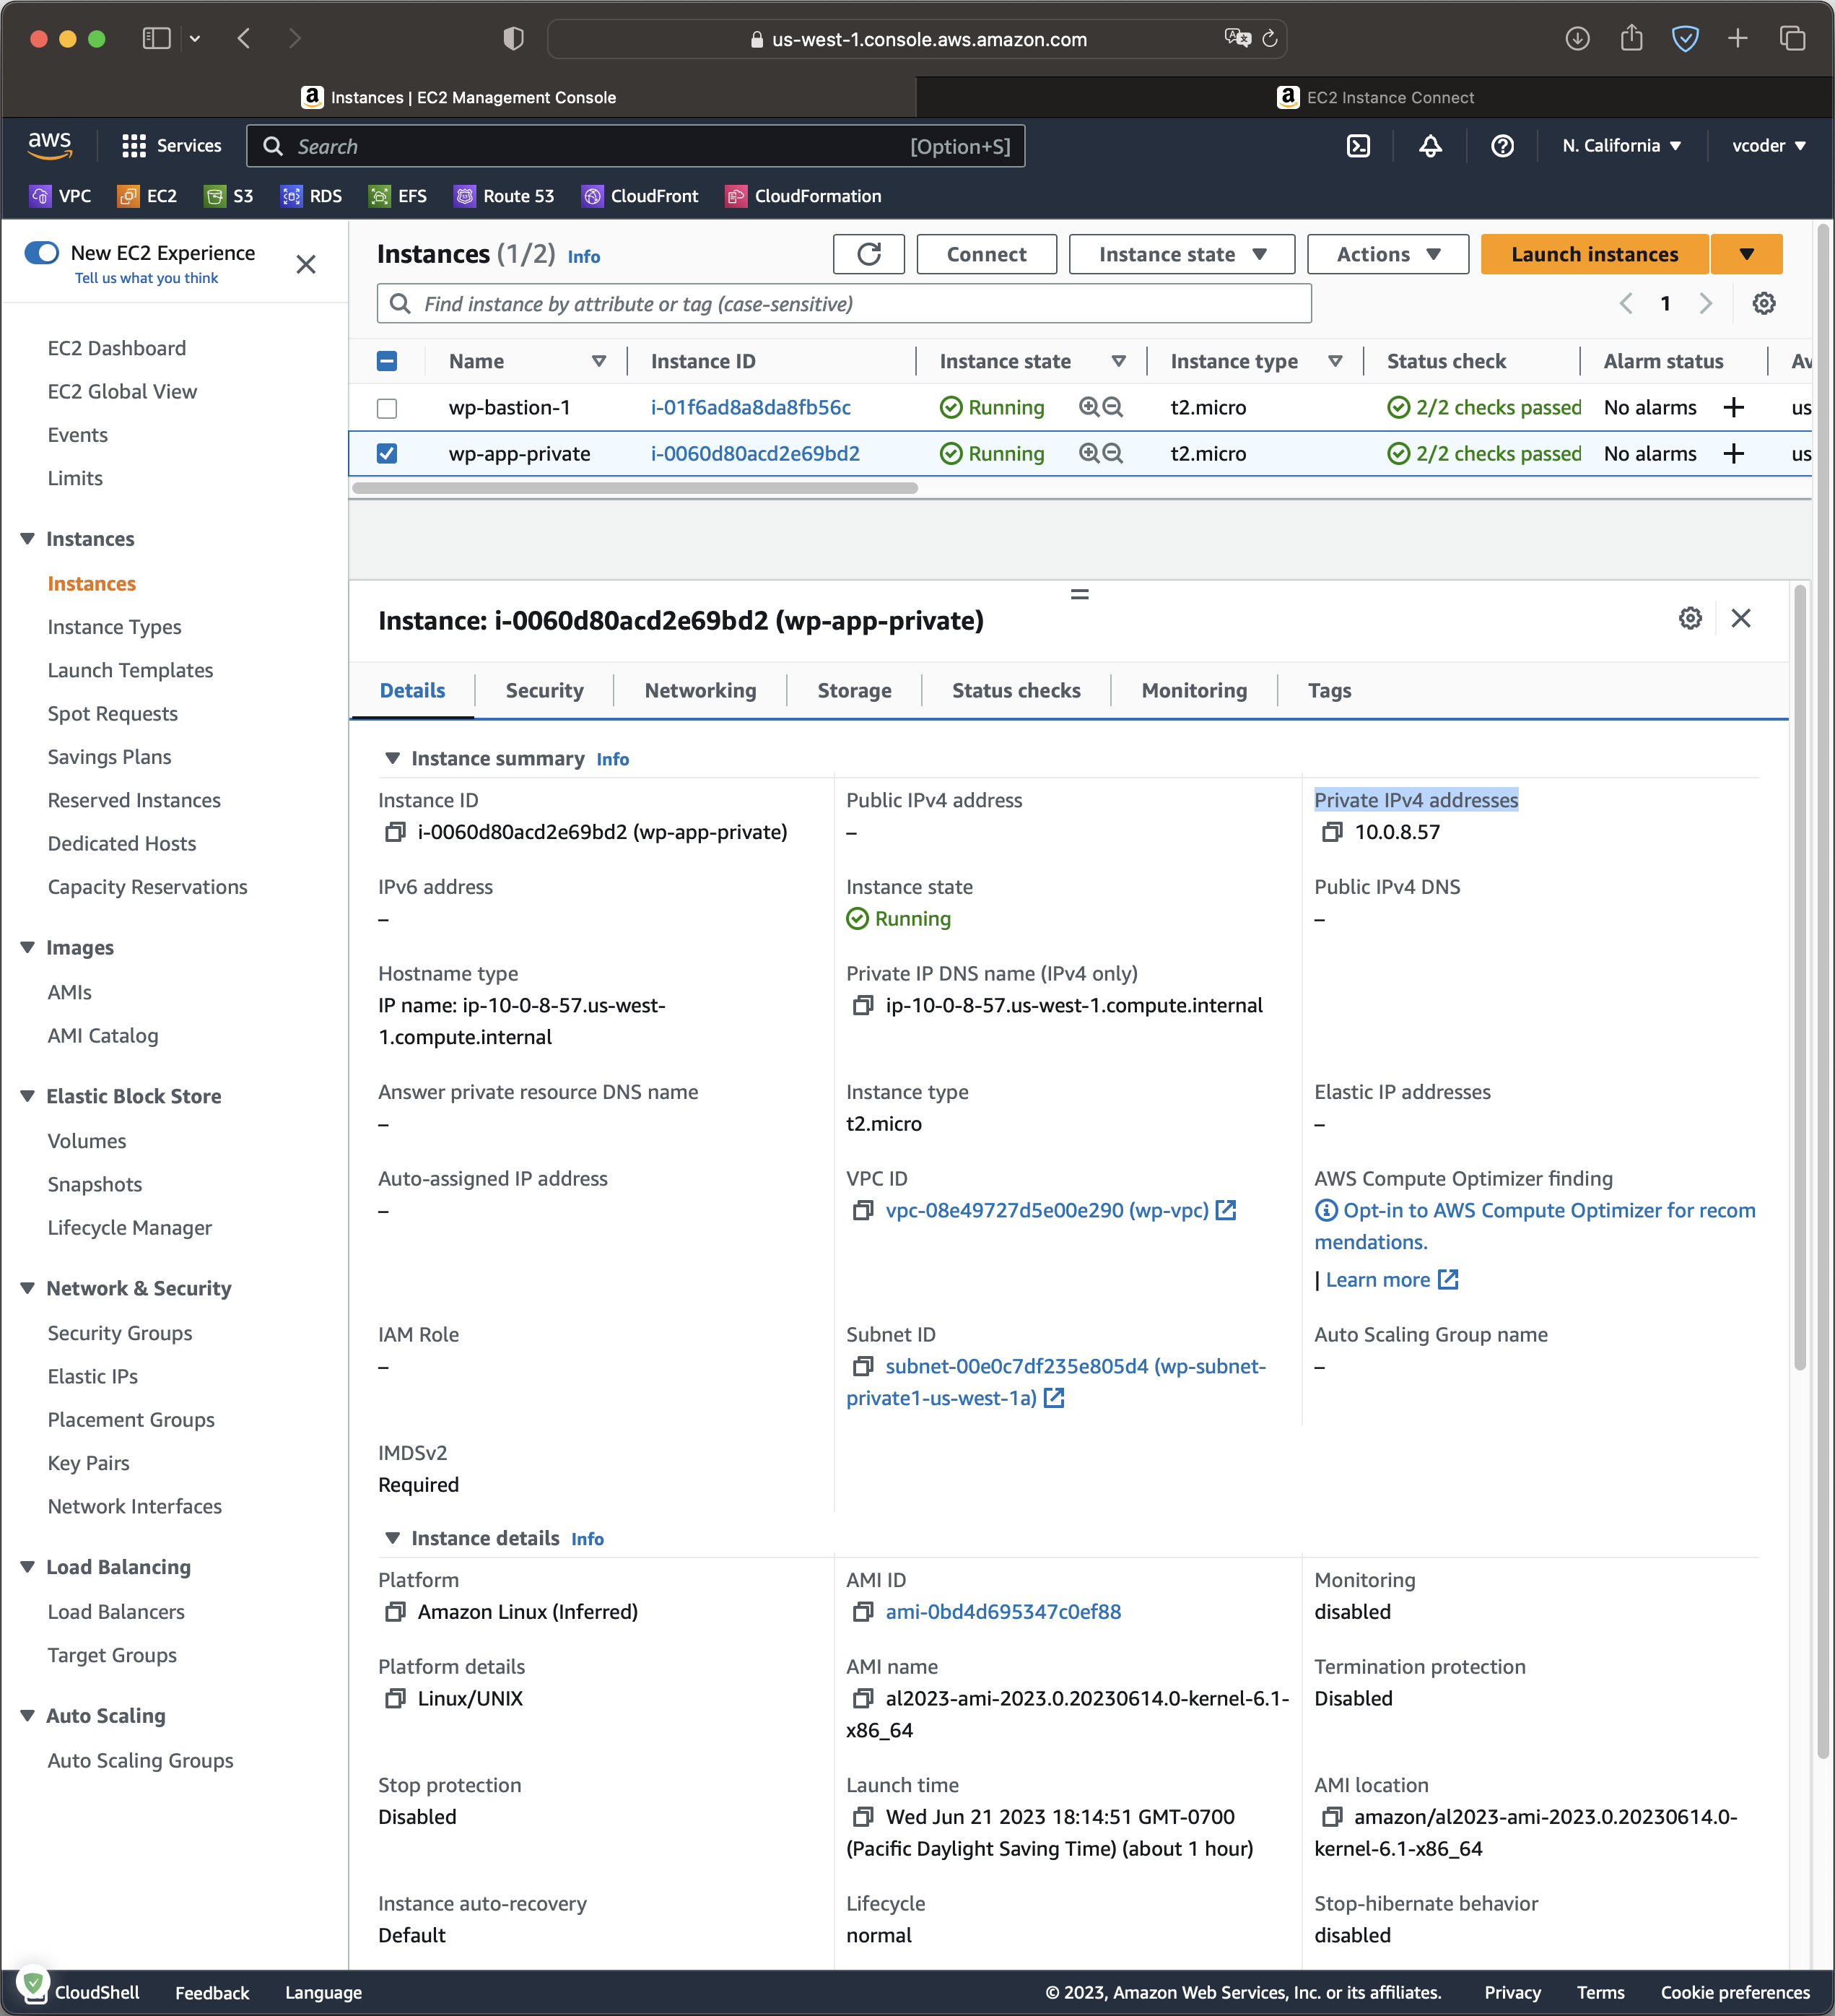 us-west-1.console.aws.amazon.com
Instances | EC2 Management Console
EC2 Instance Connect
aws
Services
Search
[Option+S]
N. California
vcoder
VPC
EC2
S3
RDS
EFS
Route 53
CloudFront
CloudFormation
New EC2 Experience
Tell us what you think
EC2 Dashboard
EC2 Global View
Events
Limits
Instances
Instances
Instance Types
Launch Templates
Spot Requests
Savings Plans
Reserved Instances
Dedicated Hosts
Capacity Reservations
Images
AMIs
AMI Catalog
Elastic Block Store
Volumes
Snapshots
Lifecycle Manager
Network & Security
Security Groups
Elastic IPs
Placement Groups
Key Pairs
Network Interfaces
Load Balancing
Load Balancers
Target Groups
Auto Scaling
Auto Scaling Groups
Instances (1/2) Info
Connect
Instance state
Actions
Launch instances
Find instance by attribute or tag (case-sensitive)
1
Name Instance ID Instance state Instance type Status check Alarm status Av
wp-bastion-1 i-01f6ad8a8da8fb56c Running t2.micro 2/2 checks passed No alarms + us
wp-app-private i-0060d80acd2e69bd2 Running t2.micro 2/2 checks passed No alarms + us
Instance: i-0060d80acd2e69bd2 (wp-app-private)
Details Security Networking Storage Status checks Monitoring Tags
Instance summary Info
Instance ID
i-0060d80acd2e69bd2 (wp-app-private)
Public IPv4 address
–
Private IPv4 addresses
10.0.8.57
IPv6 address
–
Instance state
Running
Public IPv4 DNS
–
Hostname type
IP name: ip-10-0-8-57.us-west-
1.compute.internal
Private IP DNS name (IPv4 only)
ip-10-0-8-57.us-west-1.compute.internal
Answer private resource DNS name
–
Instance type
t2.micro
Elastic IP addresses
–
Auto-assigned IP address
–
VPC ID
vpc-08e49727d5e00e290 (wp-vpc)
AWS Compute Optimizer finding
Opt-in to AWS Compute Optimizer for recom
mendations.
| Learn more
IAM Role
–
Subnet ID
subnet-00e0c7df235e805d4 (wp-subnet-
private1-us-west-1a)
Auto Scaling Group name
–
IMDSv2
Required
Instance details Info
Platform
Amazon Linux (Inferred)
AMI ID
ami-0bd4d695347c0ef88
Monitoring
disabled
Platform details
Linux/UNIX
AMI name
al2023-ami-2023.0.20230614.0-kernel-6.1-
x86_64
Termination protection
Disabled
Stop protection
Disabled
Launch time
Wed Jun 21 2023 18:14:51 GMT-0700
(Pacific Daylight Saving Time) (about 1 hour)
AMI location
amazon/al2023-ami-2023.0.20230614.0-
kernel-6.1-x86_64
Instance auto-recovery
Default
Lifecycle
normal
Stop-hibernate behavior
disabled
CloudShell
Feedback
Language
© 2023, Amazon Web Services, Inc. or its affiliates.
Privacy
Terms
Cookie preferences